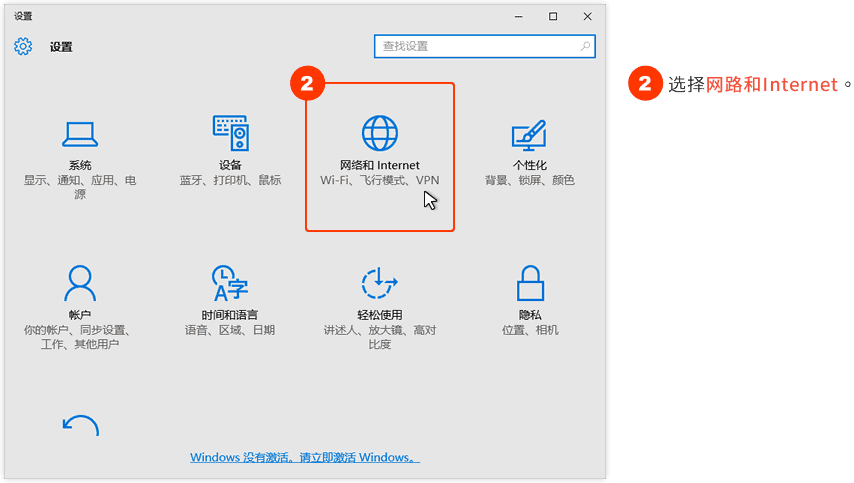 设置
设置
查找设置
2
2 选择网路和Internet。
系统
显示、通知、应用、电
源
设备
蓝牙、打印机、鼠标
网络和 Internet
Wi-Fi、飞行模式、VPN
个性化
背景、锁屏、颜色
帐户
你的帐户、同步设置、
工作、其他用户
时间和语言
语音、区域、日期
轻松使用
讲述人、放大镜、高对
比度
隐私
位置、相机
Windows 没有激活。请立即激活 Windows。